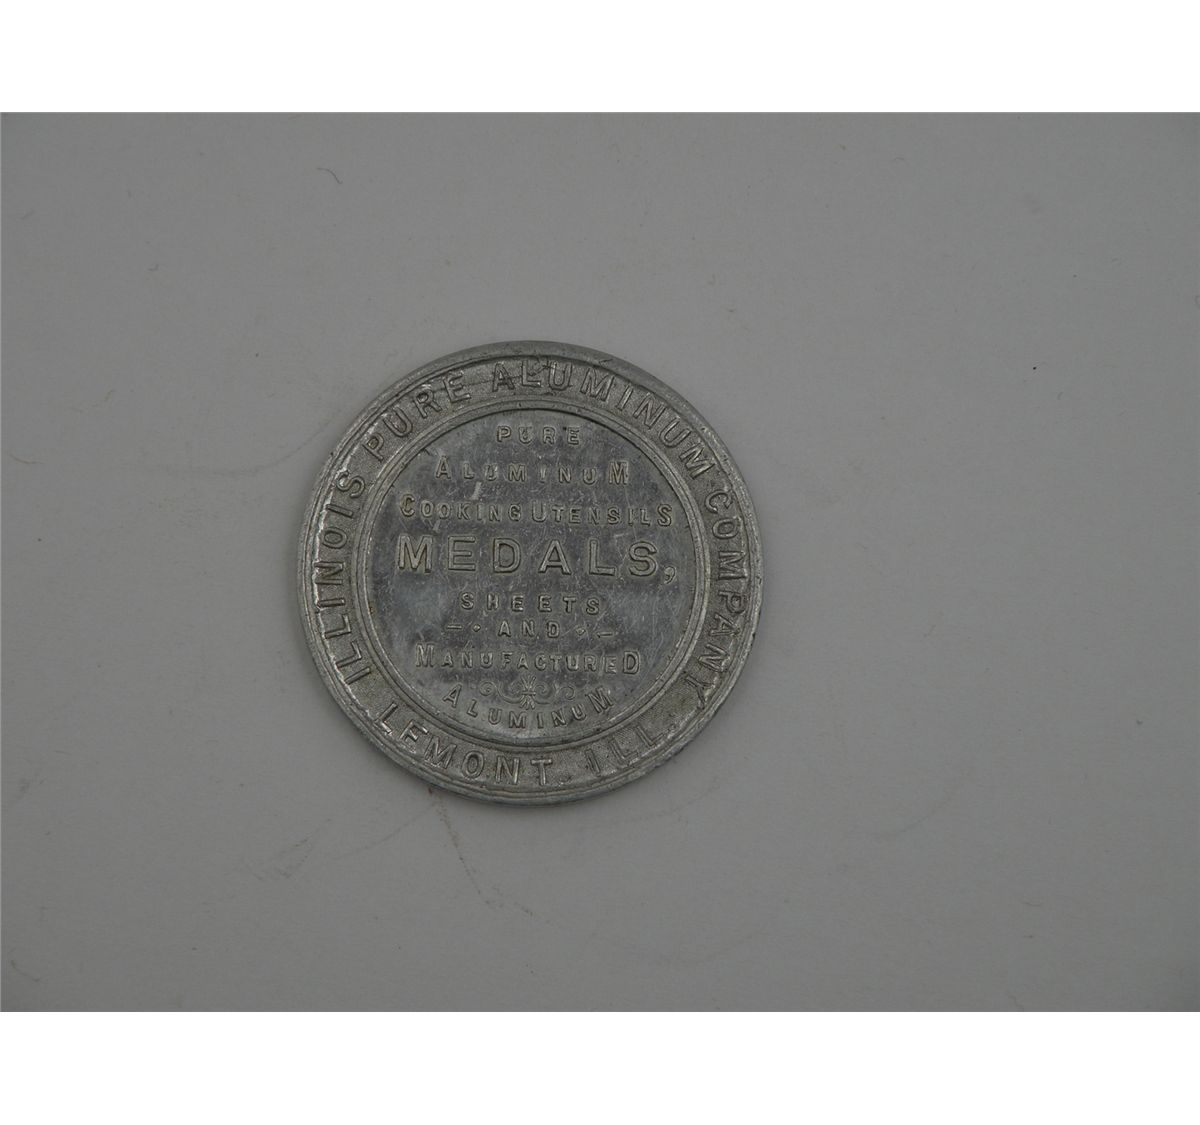 ILLINOIS PURE ALUMINUM COMPANY
LEMONT. ILL.
PURE
ALUMINUM
COOKING UTENSILS
MEDALS,
SHEETS
AND
MANUFACTURED
ALUMINUM